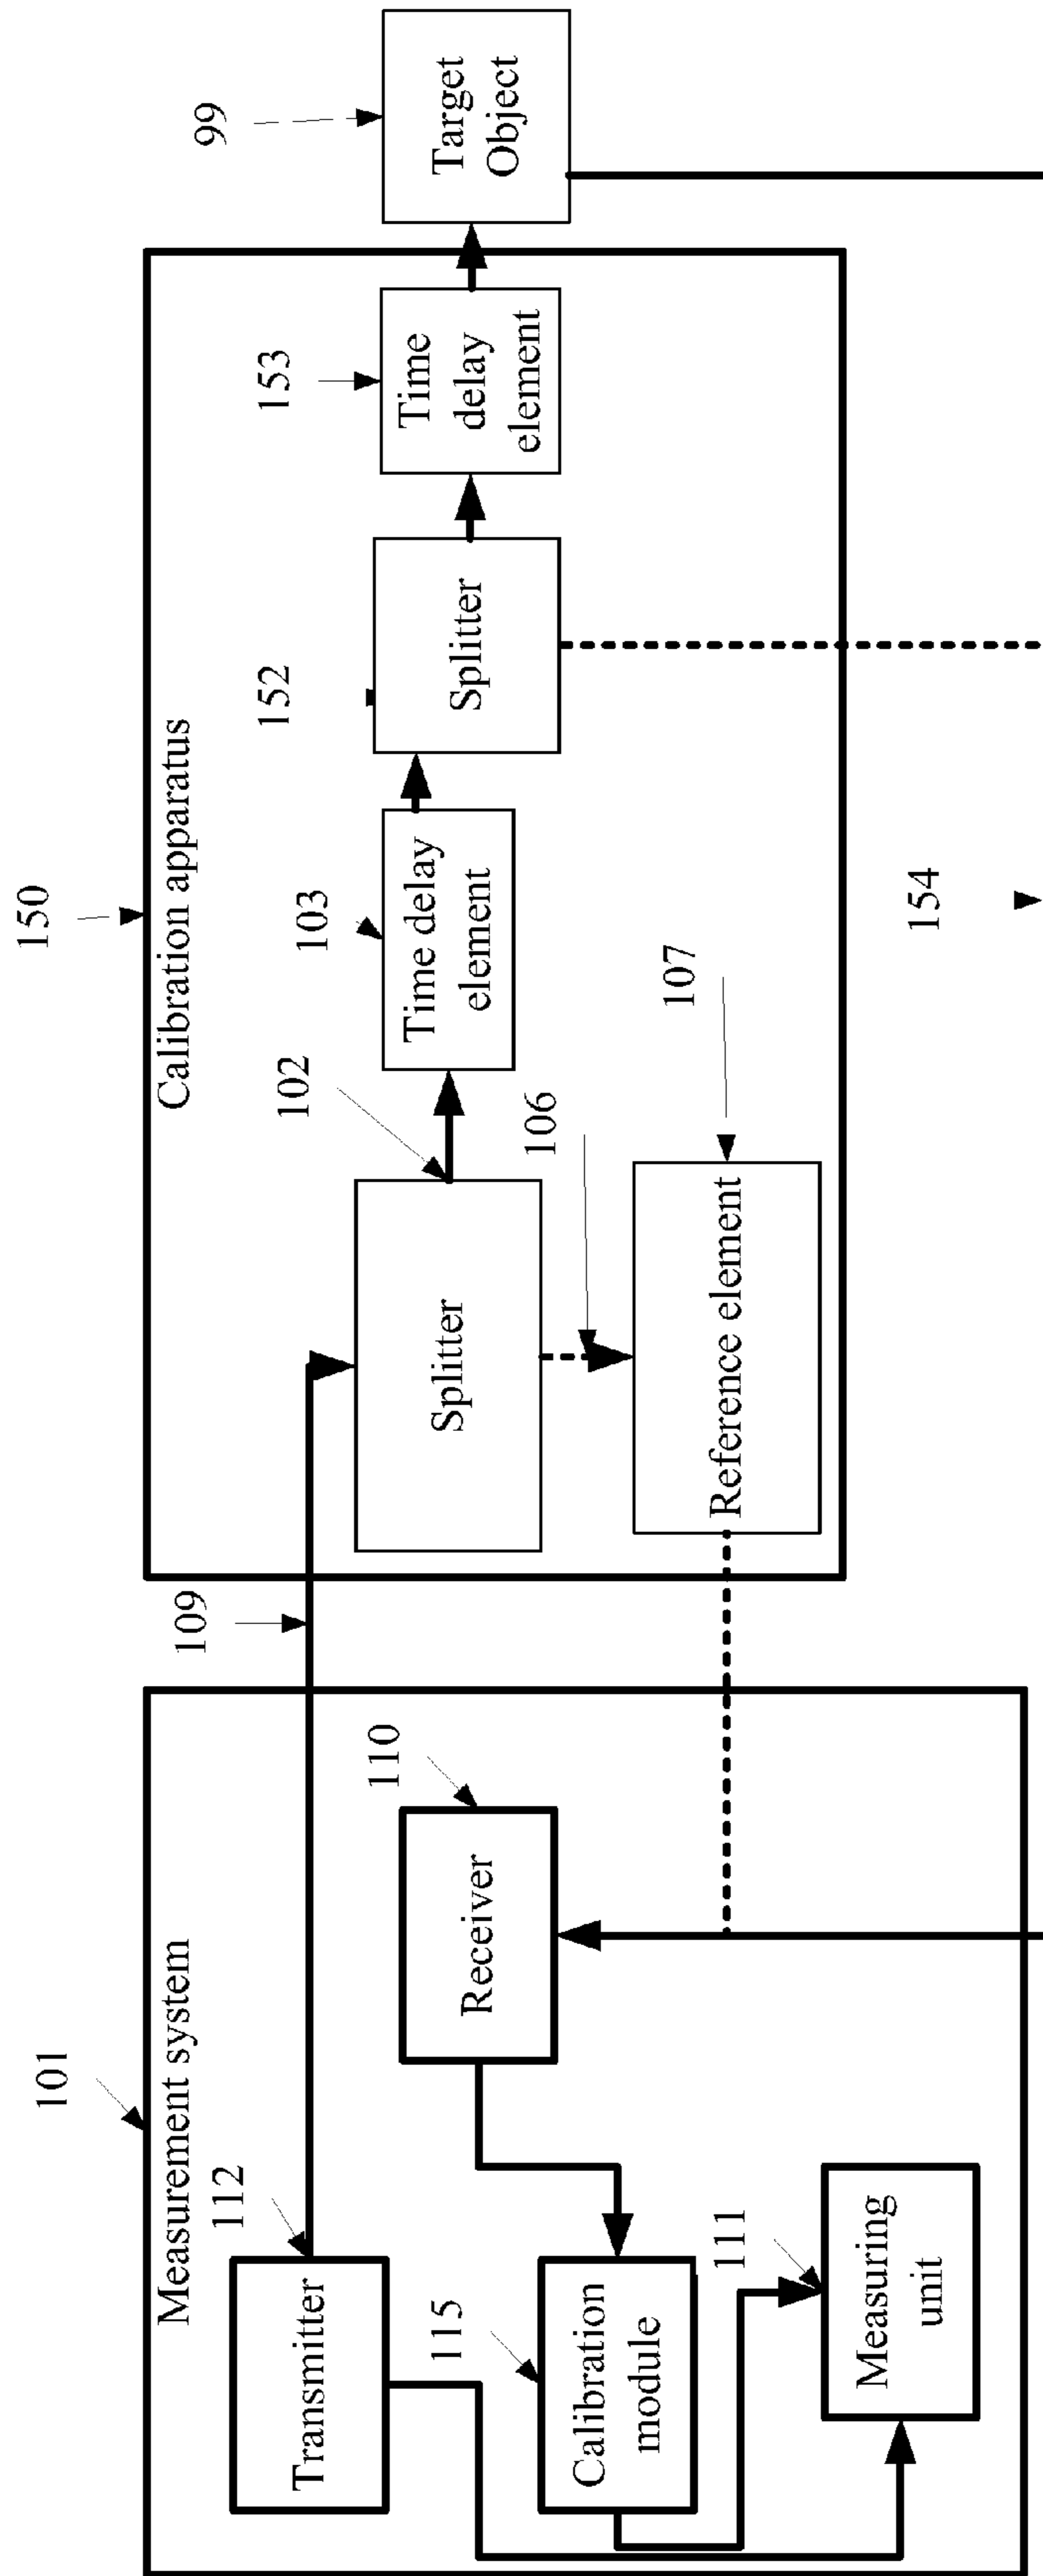 101
Measurement system
112
Transmitter
115
Calibration
module
111
Measuring
unit
110
Receiver
109
150
Calibration apparatus
102
Splitter
106
107
Reference element
103
Time delay
element
152
Splitter
153
Time
delay
element
154
99
Target
Object